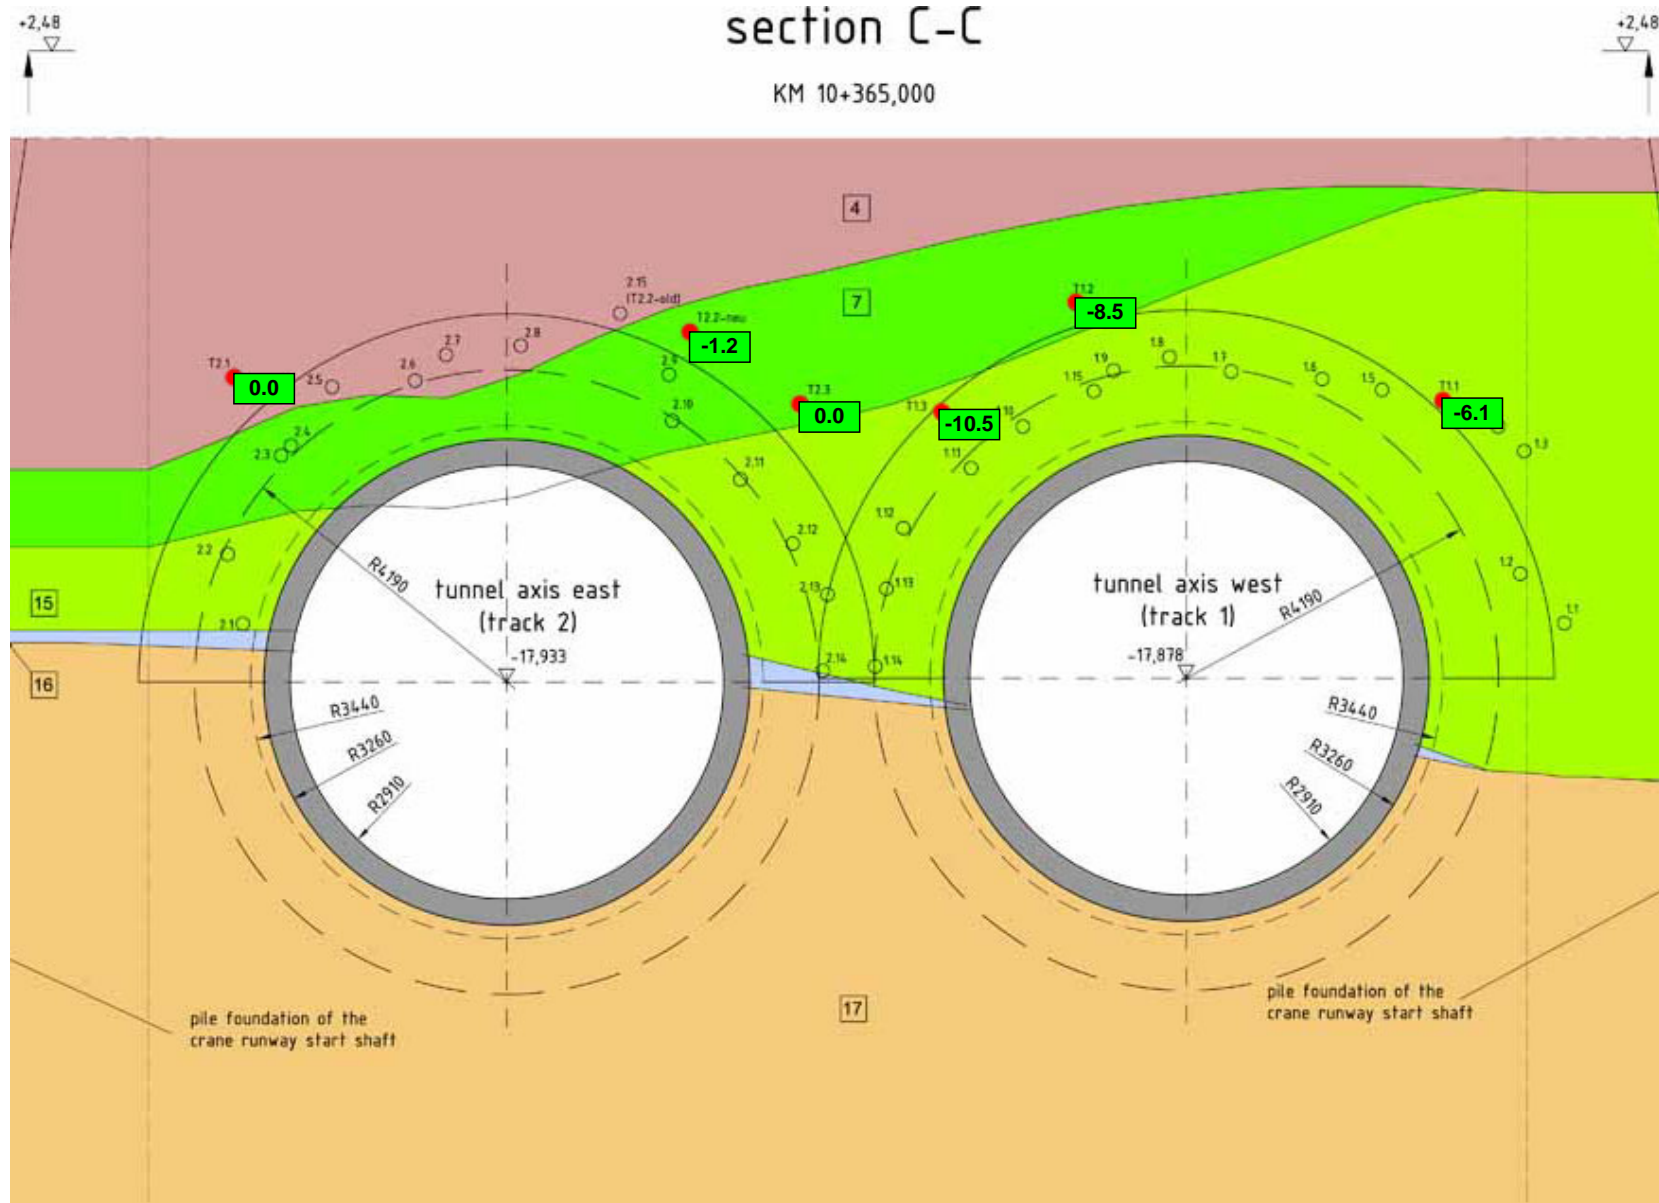 section C-C
+2,48
+2,48
KM 10+365,000
4
7
2.15
(T2.2-old)
T1.2
-8.5
T2.2-neu
-1.2
2.8
2.7
1.8
1.9
1.7
T2.1
0.0
2.6
2.5
2.9
1.15
1.6
1.5
T1.1
-6.1
T2.3
0.0
T1.3
-10.5
1.10
2.10
2.4
2.3
1.3
1.11
2.11
1.12
2.12
2.2
1.2
R4190
tunnel axis east
(track 2)
-17,933
2.13
1.13
tunnel axis west
(track 1)
-17,878
R4190
15
2.1
1.1
2.14
1.14
16
R3440
R3260
R2910
R3440
R3260
R2910
17
pile foundation of the
crane runway start shaft
pile foundation of the
crane runway start shaft